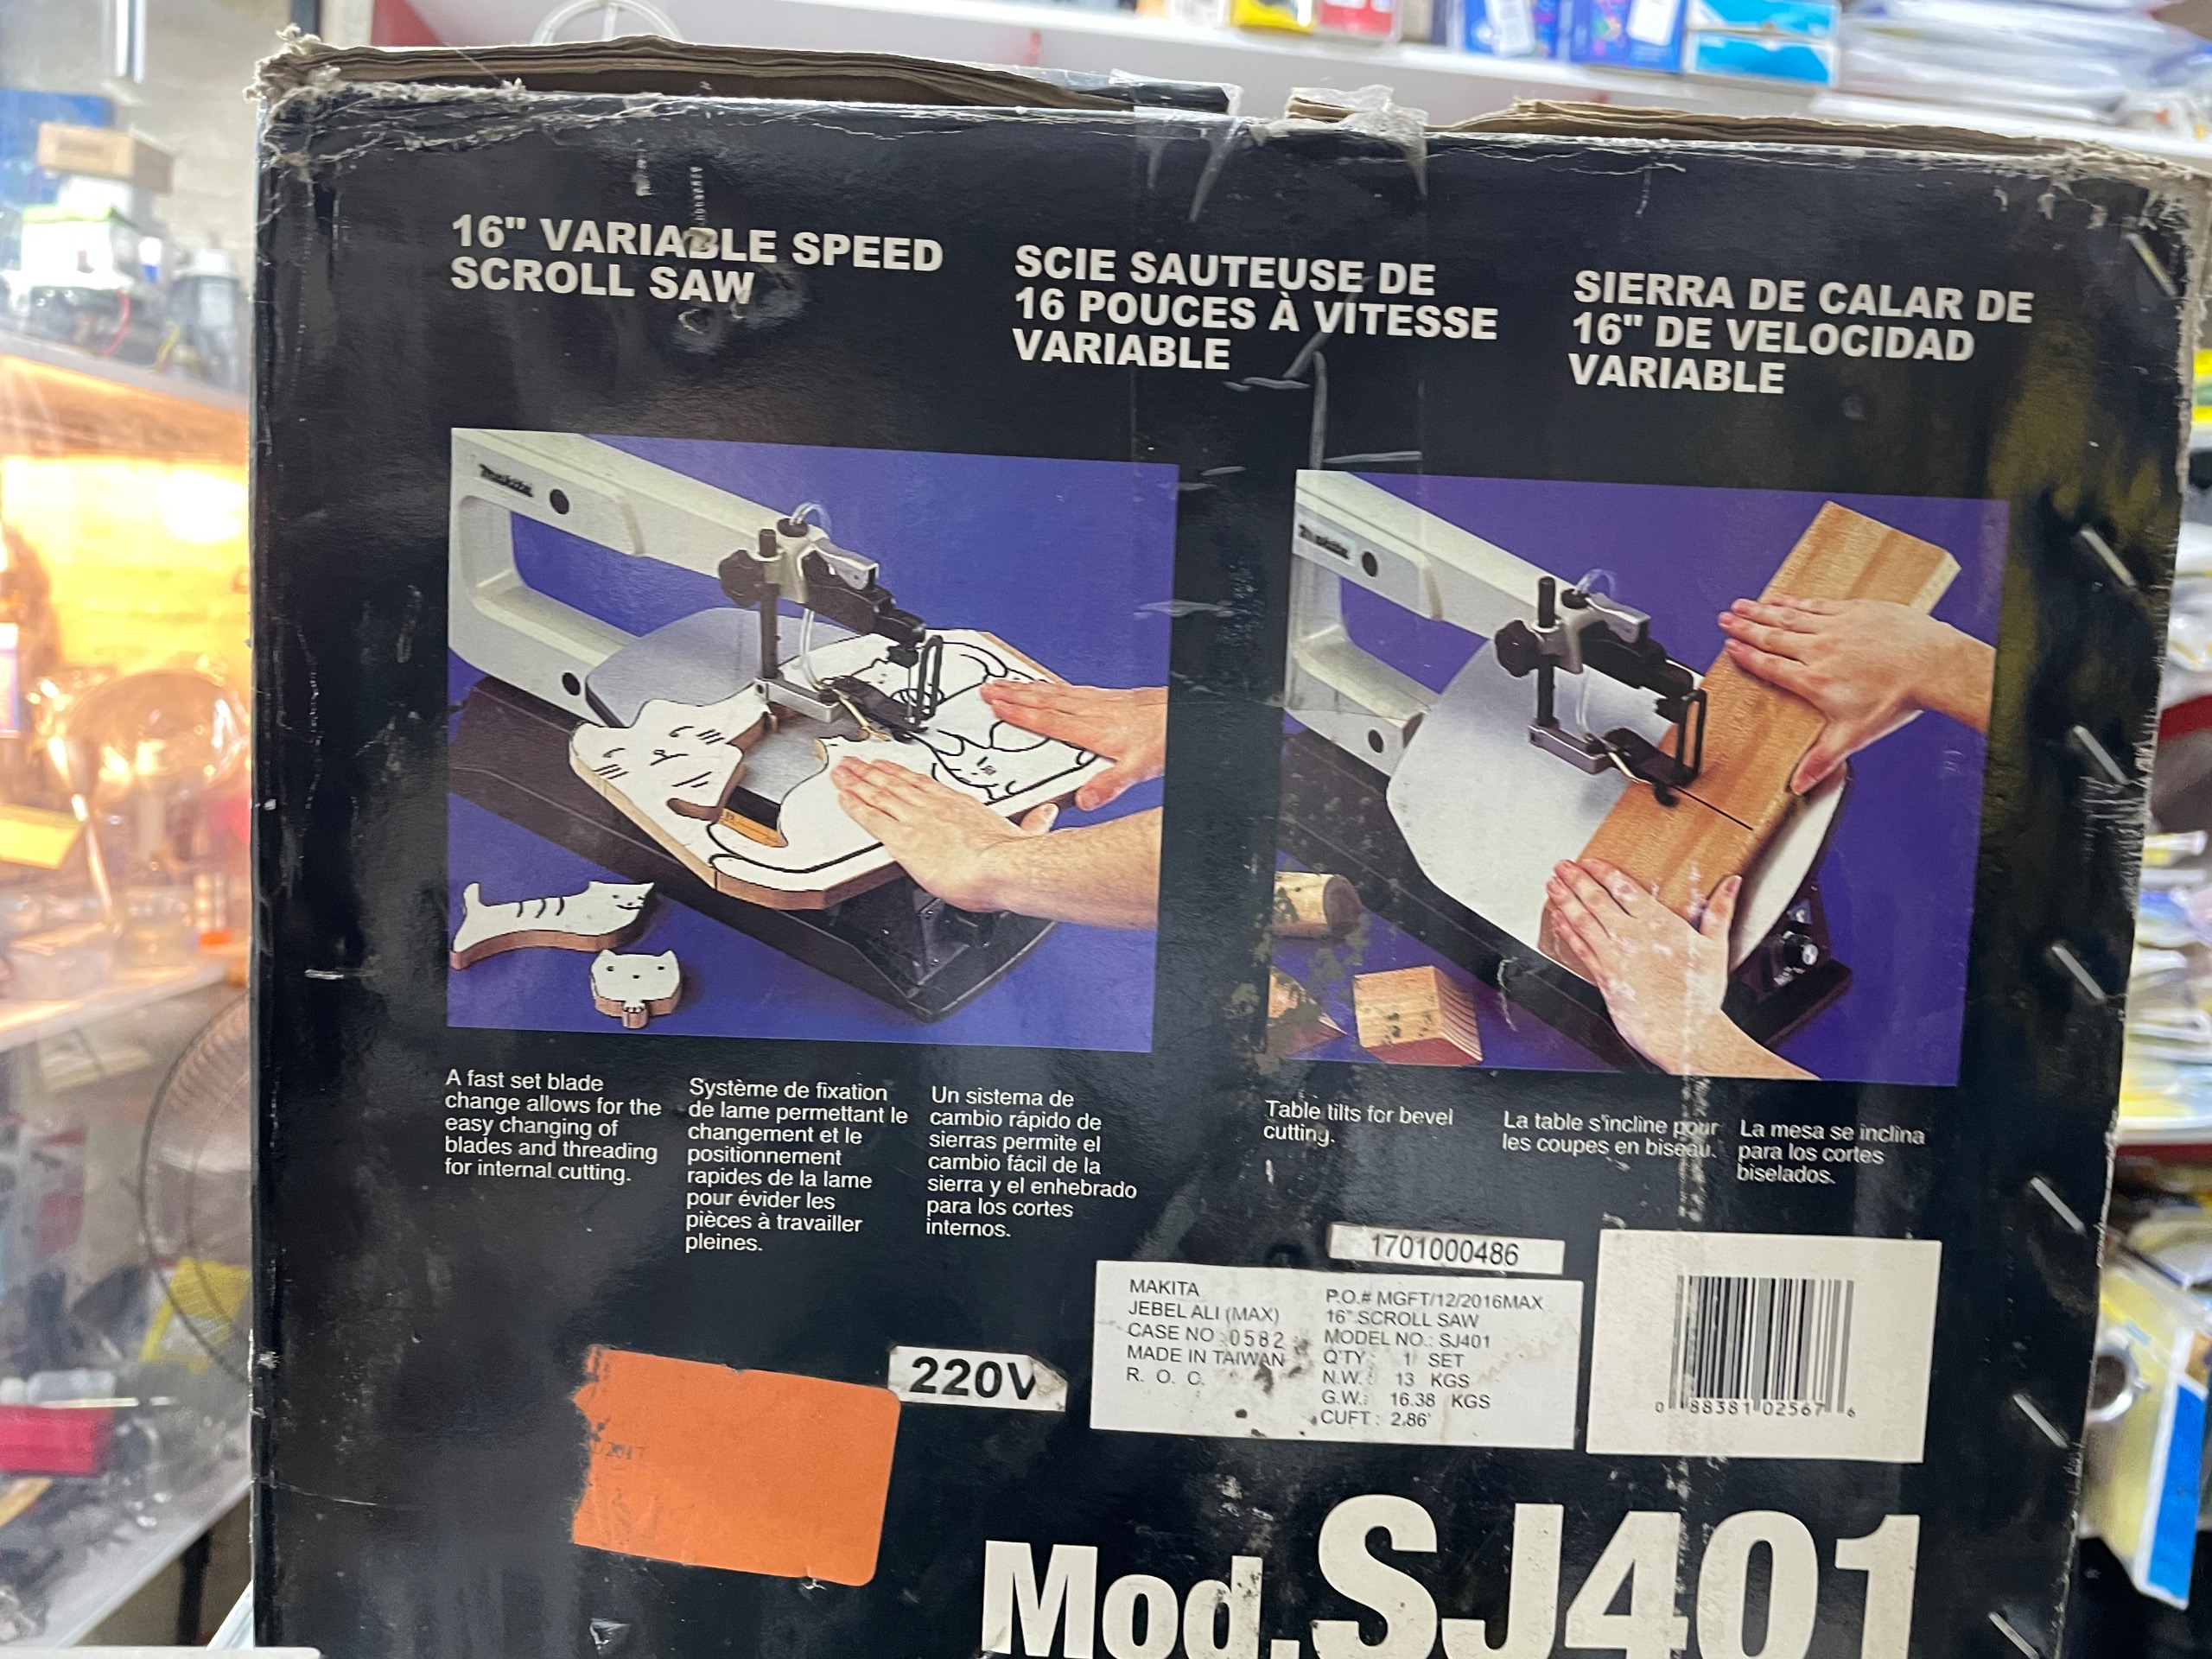 16" VARIABLE SPEED
SCROLL SAW
SCIE SAUTEUSE DE
16 POUCES À VITESSE
VARIABLE
SIERRA DE CALAR DE
16" DE VELOCIDAD
VARIABLE
makita
makita
A fast set blade
change allows for the
easy changing of
blades and threading
for internal cutting.
Système de fixation
de lame permettant le
changement et le
positionnement
rapides de la lame
pour évider les
pièces à travailler
pleines.
Un sistema de
cambio rápido de
sierras permite el
cambio fácil de la
sierra y el enhebrado
para los cortes
internos.
Table tilts for bevel
cutting.
La table s'incline pour
les coupes en biseau.
La mesa se inclina
para los cortes
biselados.
1701000486
MAKITA
JEBEL ALI (MAX)
CASE NO : 0582
MADE IN TAIWAN
R. O. C.
P.O.# MGFT/12/2016MAX
16" SCROLL SAW
MODEL NO.: SJ401
Q'TY : 1 SET
N.W. : 13 KGS
G.W.: 16.38 KGS
CUFT : 2.86'
0 88381 02567 6
220V
/2017
Mod.SJ401